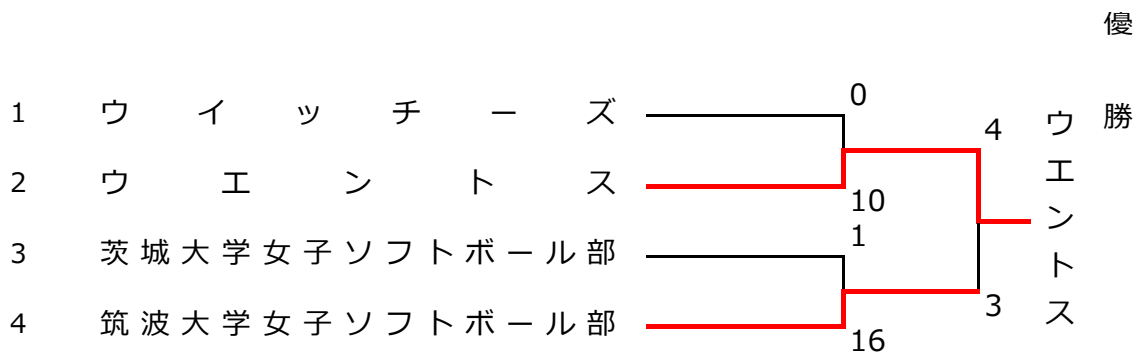 優勝
1 ウイッチーズ 0
4
ウエントス
2 ウエントス 10
3 茨城大学女子ソフトボール部 1
3
4 筑波大学女子ソフトボール部 16